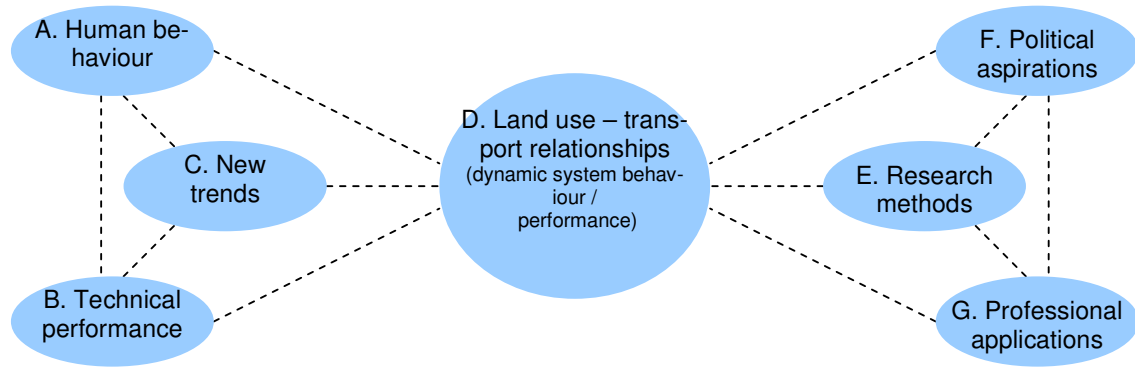 A. Human be-
haviour
C. New
trends
B. Technical
performance
D. Land use – trans-
port relationships
(dynamic system behav-
iour /
performance)
F. Political
aspirations
E. Research
methods
G. Professional
applications